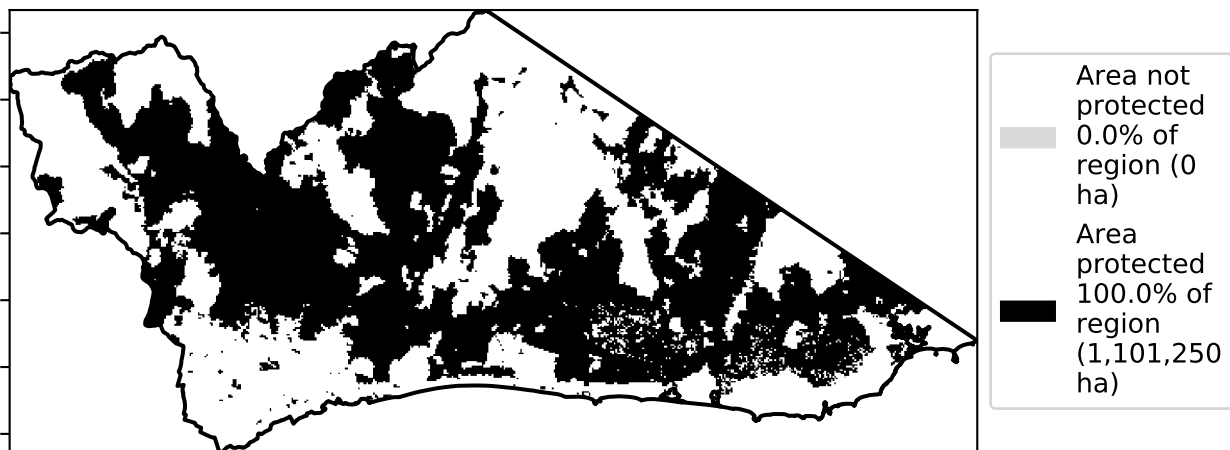 Area not
protected
0.0% of
region (0
ha)
Area
protected
100.0% of
region
(1,101,250
ha)